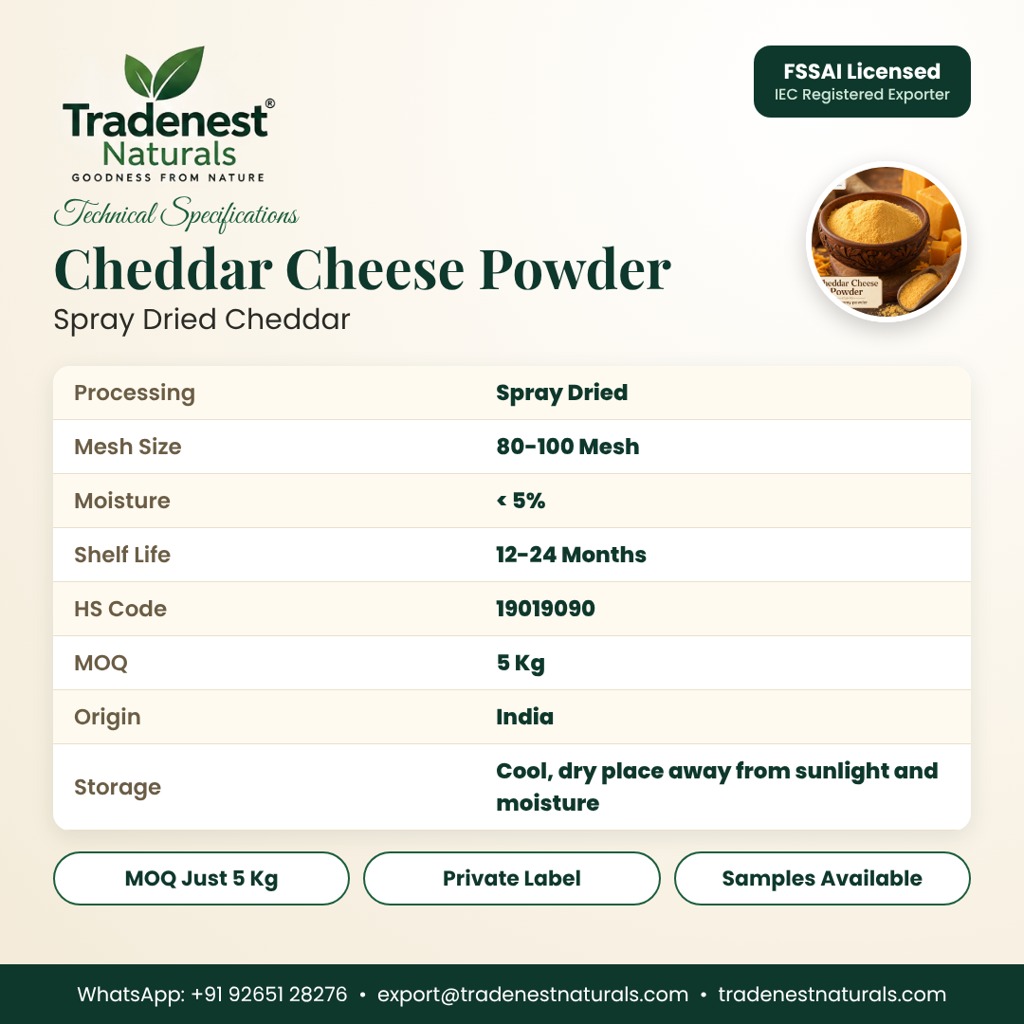 Tradenest®
Naturals
GOODNESS FROM NATURE
FSSAI Licensed
IEC Registered Exporter
Technical Specifications
Cheddar Cheese Powder
Spray Dried Cheddar
Cheddar Cheese
Powder
Processing Spray Dried
Mesh Size 80-100 Mesh
Moisture < 5%
Shelf Life 12-24 Months
HS Code 19019090
MOQ 5 Kg
Origin India
Storage Cool, dry place away from sunlight and
moisture
MOQ Just 5 Kg
Private Label
Samples Available
WhatsApp: +91 92651 28276 • export@tradenestnaturals.com • tradenestnaturals.com